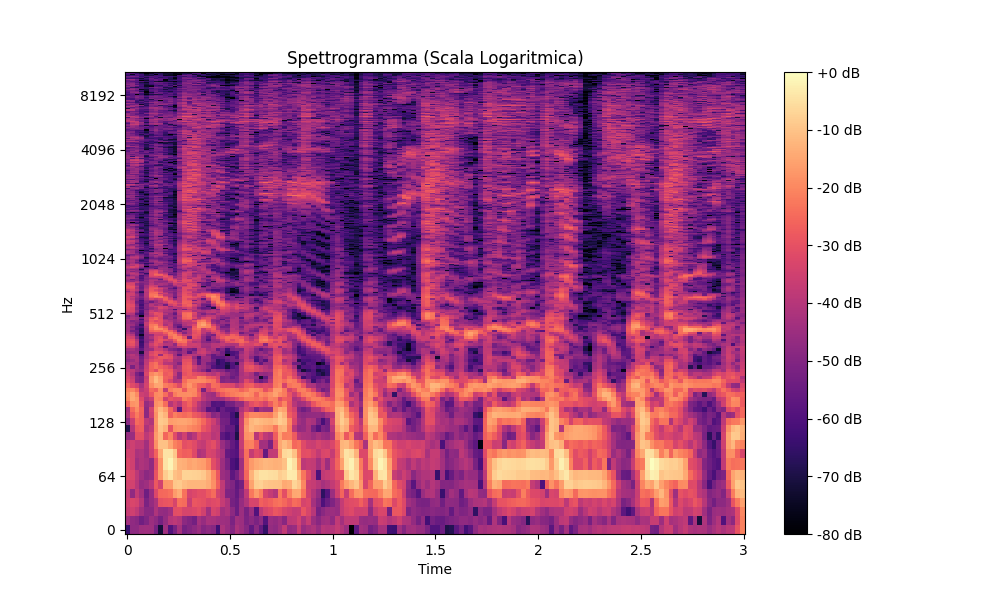 Spettrogramma (Scala Logaritmica)
Hz
8192
4096
2048
1024
512
256
128
64
0
0
0.5
1
1.5
2
2.5
3
Time
+0 dB
-10 dB
-20 dB
-30 dB
-40 dB
-50 dB
-60 dB
-70 dB
-80 dB